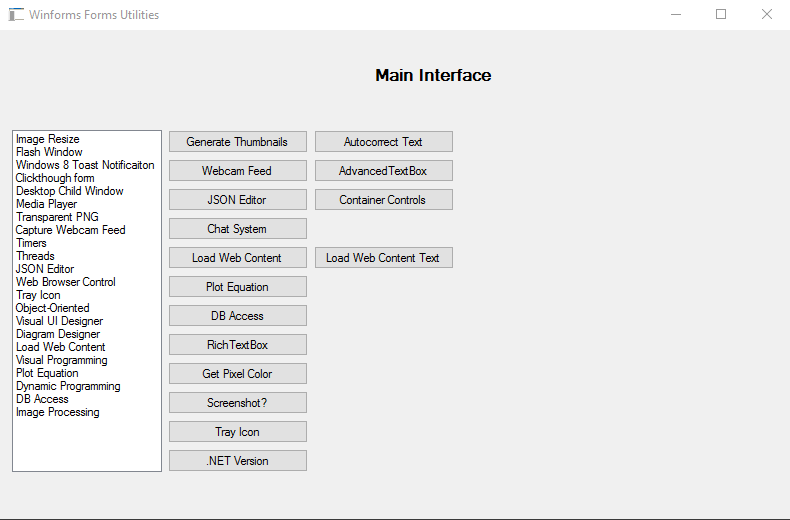 Winforms Forms Utilities
Main Interface
Image Resize
Flash Window
Windows 8 Toast Notificaiton
Clickthough form
Desktop Child Window
Media Player
Transparent PNG
Capture Webcam Feed
Timers
Threads
JSON Editor
Web Browser Control
Tray Icon
Object-Oriented
Visual UI Designer
Diagram Designer
Load Web Content
Visual Programming
Plot Equation
Dynamic Programming
DB Access
Image Processing
Generate Thumbnails
Webcam Feed
JSON Editor
Chat System
Load Web Content
Plot Equation
DB Access
RichTextBox
Get Pixel Color
Screenshot?
Tray Icon
.NET Version
Autocorrect Text
AdvancedTextBox
Container Controls
Load Web Content Text